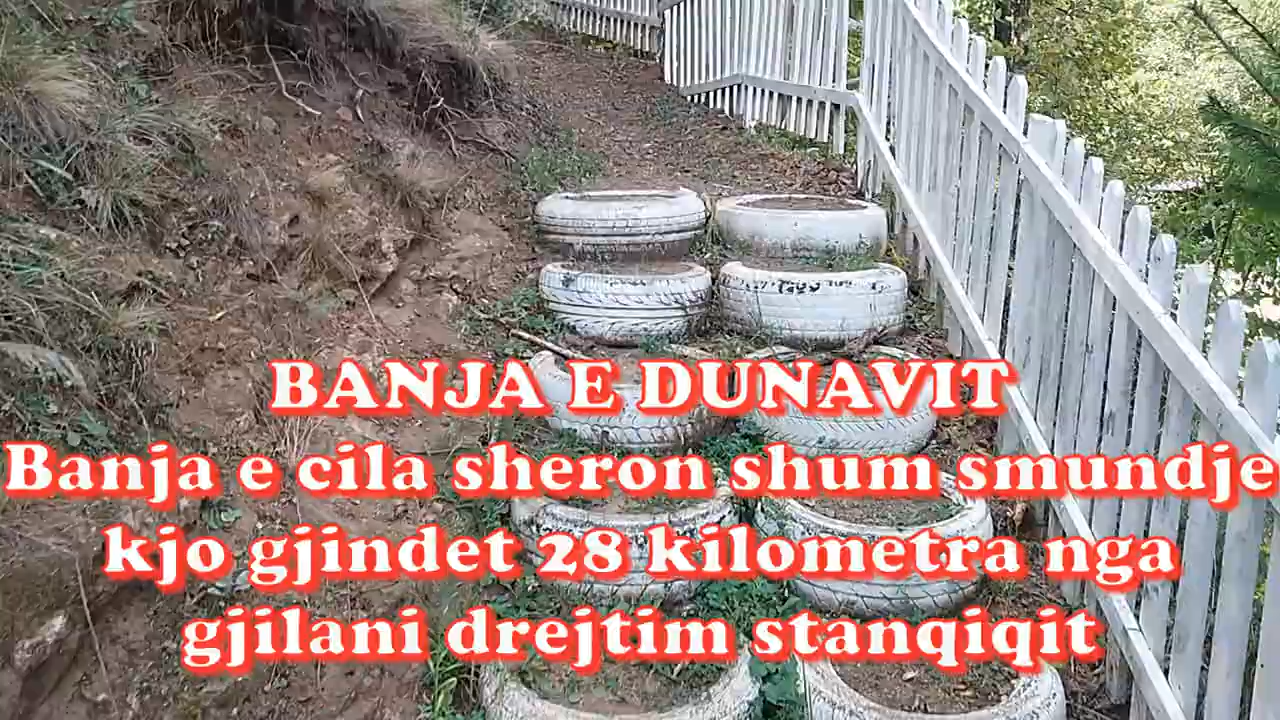 BANJA E DUNAVIT
Banja e cila sheron shum smundje
kjo gjindet 28 kilometra nga
gjilani drejtim stanqiqit